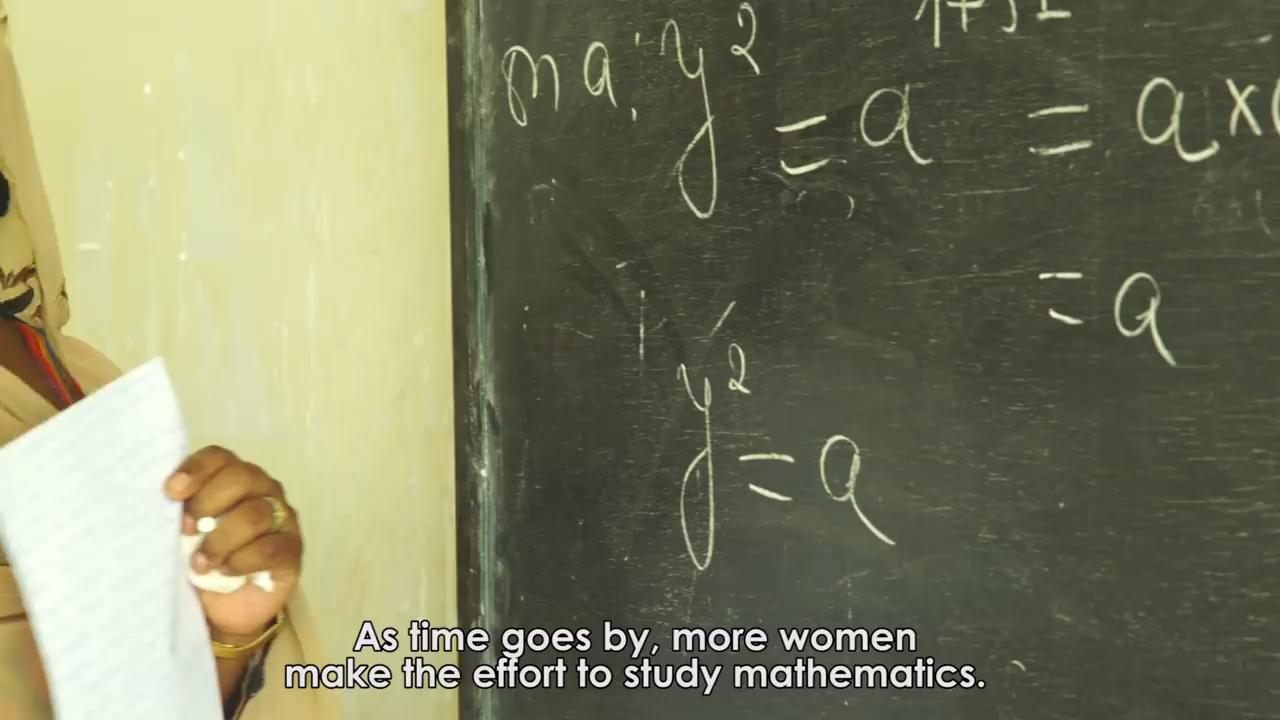 ma! y² = a = a x
= a
y² = a
As time goes by, more women
make the effort to study mathematics.